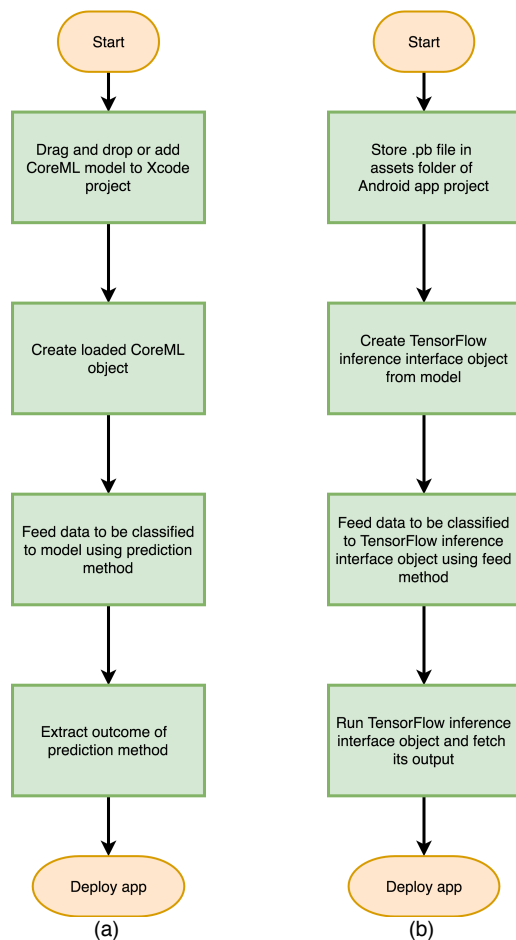 Start
Drag and drop or add
CoreML model to Xcode
project
Create loaded CoreML
object
Feed data to be classified
to model using prediction
method
Extract outcome of
prediction method
Deploy app
(a)
Start
Store .pb file in
assets folder of
Android app project
Create TensorFlow
inference interface object
from model
Feed data to be classified
to TensorFlow inference
interface object using feed
method
Run TensorFlow inference
interface object and fetch
its output
Deploy app
(b)